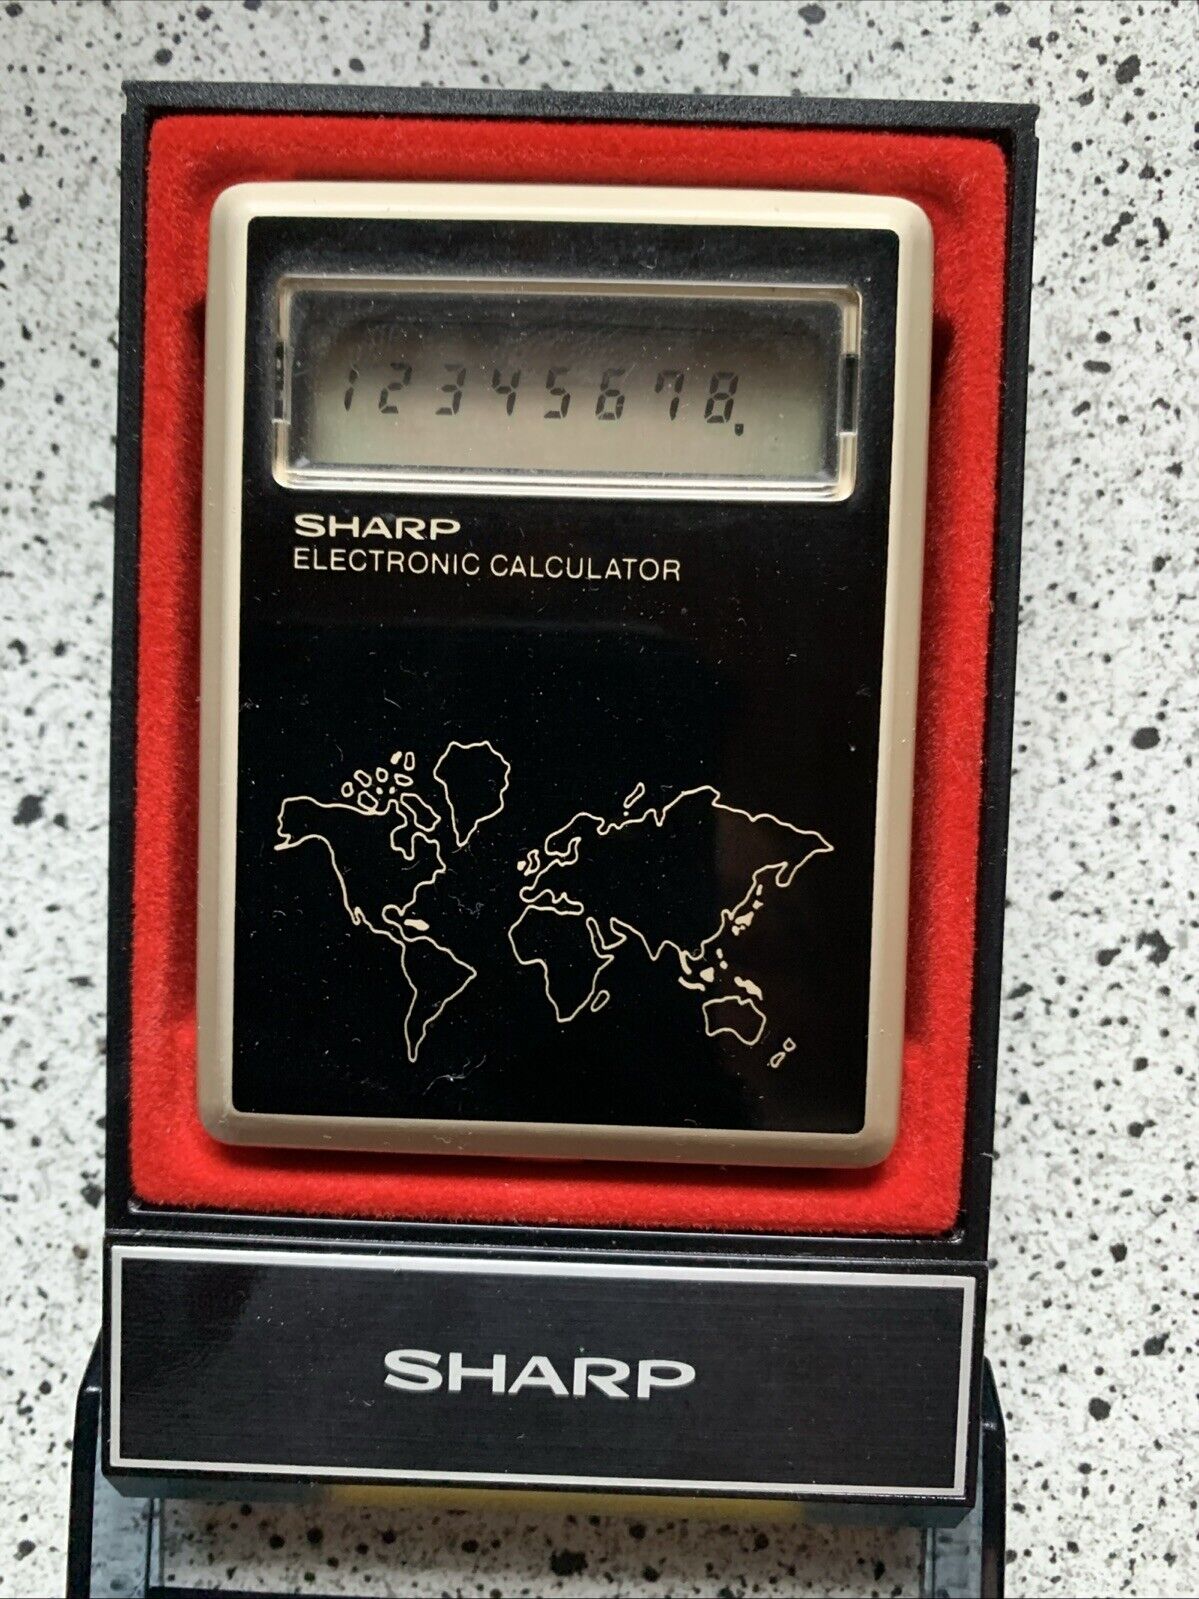 12345678.
SHARP
ELECTRONIC CALCULATOR
SHARP